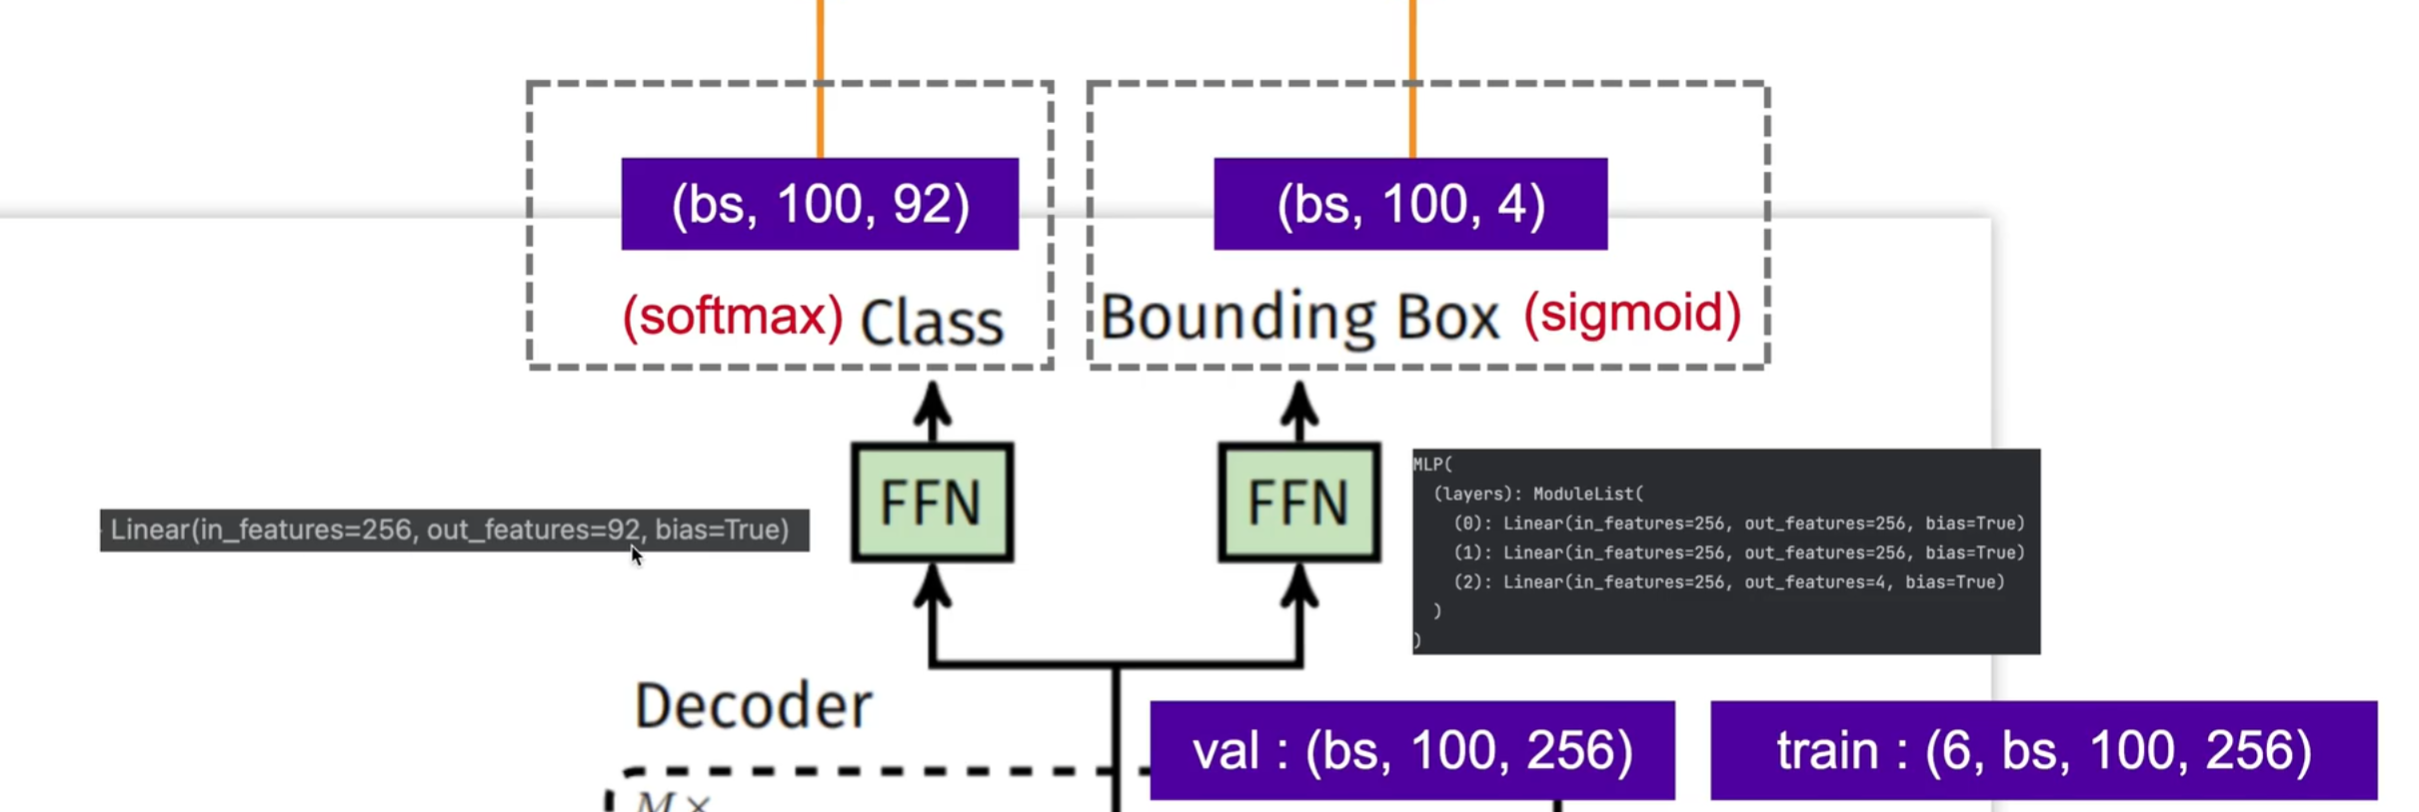 (bs, 100, 92)
(bs, 100, 4)
(softmax) Class
Bounding Box (sigmoid)
FFN
FFN
Linear(in_features=256, out_features=92, bias=True)
MLP(
(layers): ModuleList(
(0): Linear(in_features=256, out_features=256, bias=True)
(1): Linear(in_features=256, out_features=256, bias=True)
(2): Linear(in_features=256, out_features=4, bias=True)
)
)
Decoder
val : (bs, 100, 256)
train : (6, bs, 100, 256)
M ×